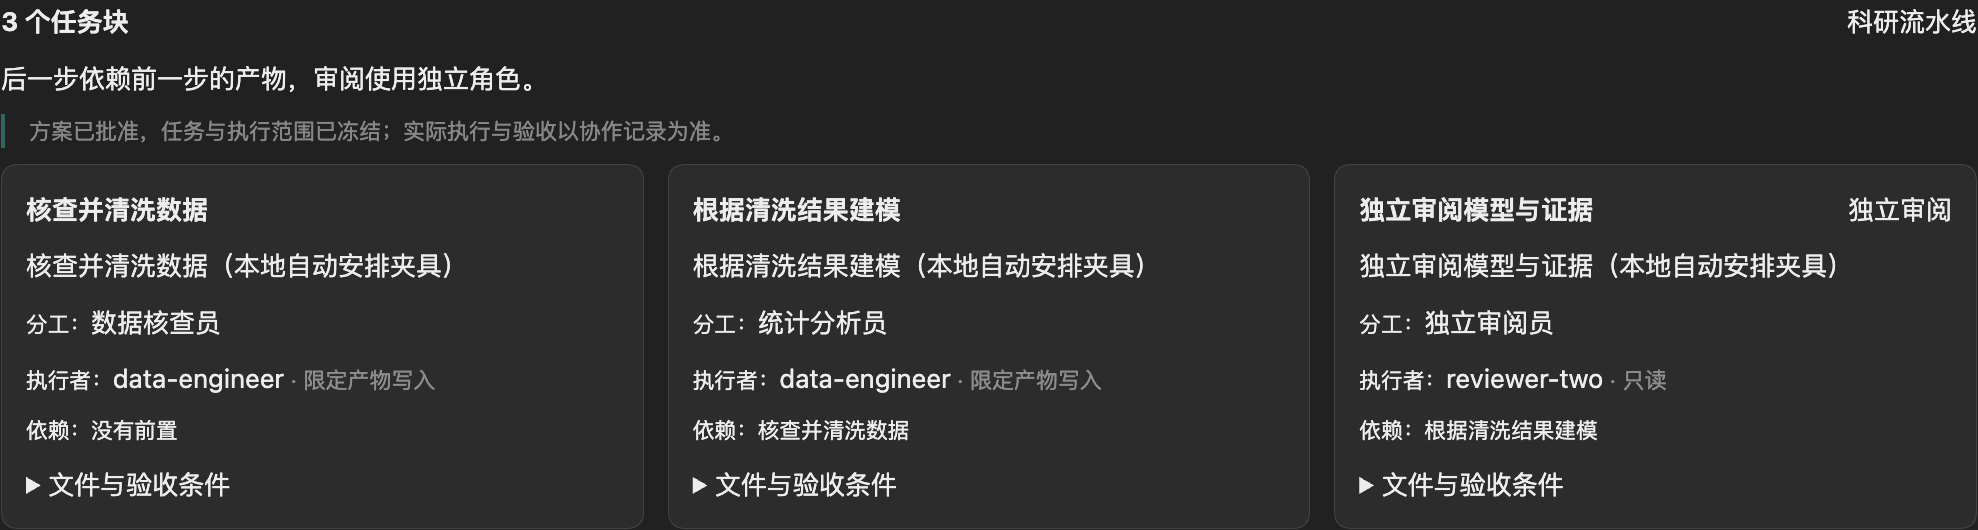 3 个任务块
科研流水线
后一步依赖前一步的产物，审阅使用独立角色。
方案已批准，任务与执行范围已冻结；实际执行与验收以协作记录为准。
核查并清洗数据
核查并清洗数据（本地自动安排夹具）
分工：数据核查员
执行者：data-engineer · 限定产物写入
依赖：没有前置
▶ 文件与验收条件
根据清洗结果建模
根据清洗结果建模（本地自动安排夹具）
分工：统计分析员
执行者：data-engineer · 限定产物写入
依赖：核查并清洗数据
▶ 文件与验收条件
独立审阅模型与证据
独立审阅
独立审阅模型与证据（本地自动安排夹具）
分工：独立审阅员
执行者：reviewer-two · 只读
依赖：根据清洗结果建模
▶ 文件与验收条件